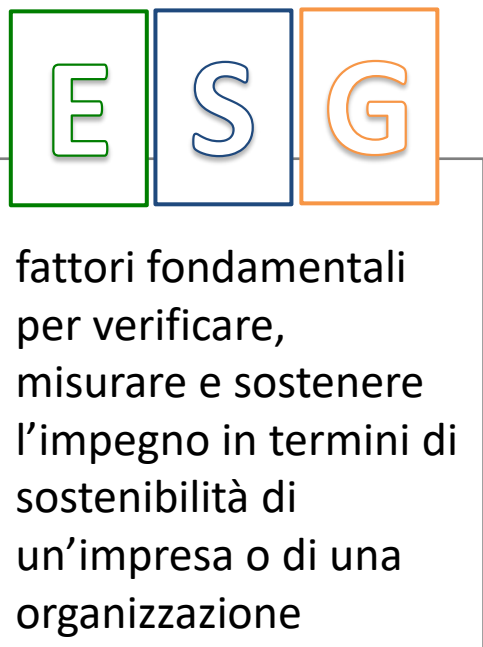 E S G
fattori fondamentali
per verificare,
misurare e sostenere
l’impegno in termini di
sostenibilità di
un’impresa o di una
organizzazione